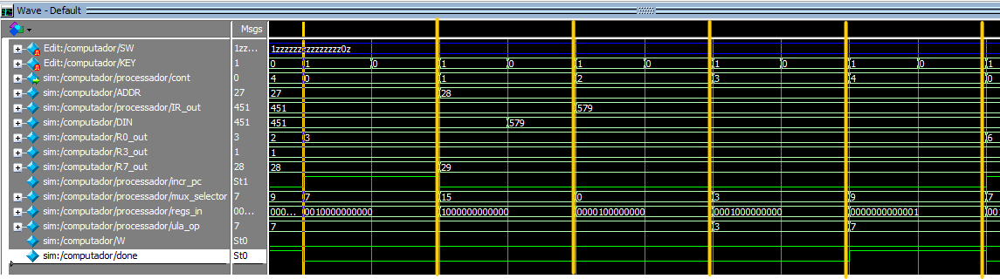 Wave - Default
Msgs
Edit:/computador/SW 1zz... 1zzzzzzzzzzzzzzz0z
Edit:/computador/KEY 1 0 1 0 1 0 1 0 1 0 1 0 1
sim:/computador/processador/cont 0 4 0 1 2 3 4 0
sim:/computador/ADDR 27 27 28
sim:/computador/processador/IR_out 451 451 579
sim:/computador/DIN 451 451 579
sim:/computador/R0_out 3 2 3 6
sim:/computador/R3_out 1 1
sim:/computador/R7_out 28 28 29
sim:/computador/processador/incr_pc St1
sim:/computador/processador/mux_selector 7 9 7 15 0 3 9 7
sim:/computador/processador/regs_in 00... 000... 0010000000000 1000000000000 0000100000000 0001000000000 0000000000001 001
sim:/computador/processador/ula_op 7 7 3 7
sim:/computador/W St0
sim:/computador/done St0